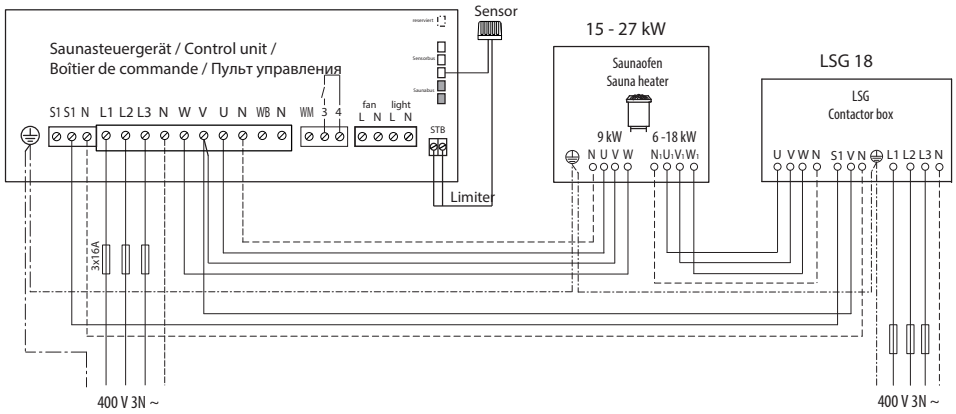 reserviert
Sensor
Sensorbus
Saunabus
Saunasteuergerät / Control unit /
Boîtier de commande / Пульт управления
S1 S1 N L1 L2 L3 N W V U N WB N
WM 3 4
fan light
L N L N
STB
Limiter
15 - 27 kW
Saunaofen
Sauna heater
9 kW 6 -18 kW
N U V W N1 U1 V1 W1
LSG 18
LSG
Contactor box
U V W N S1 V N L1 L2 L3 N
3x16A
400 V 3N ~
400 V 3N ~